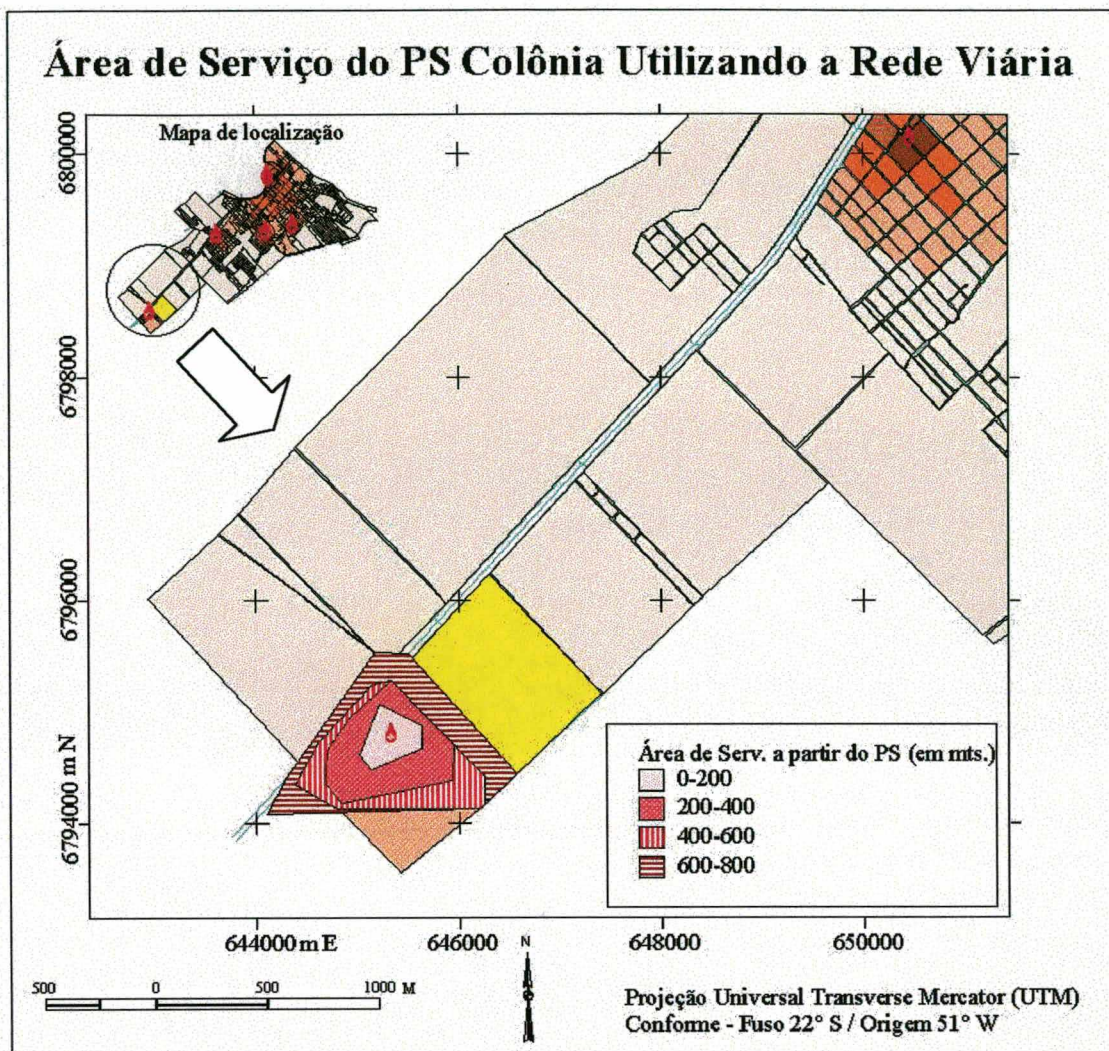 Área de Serviço do PS Colônia Utilizando a Rede Viária
Mapa de localização
6800000
6798000
6796000
6794000 m N
Área de Serv. a partir do PS (em mts.)
0-200
200-400
400-600
600-800
644000 m E
646000
648000
650000
500 0 500 1000 M
N
Projeção Universal Transverse Mercator (UTM)
Conforme - Fuso 22° S / Origem 51° W